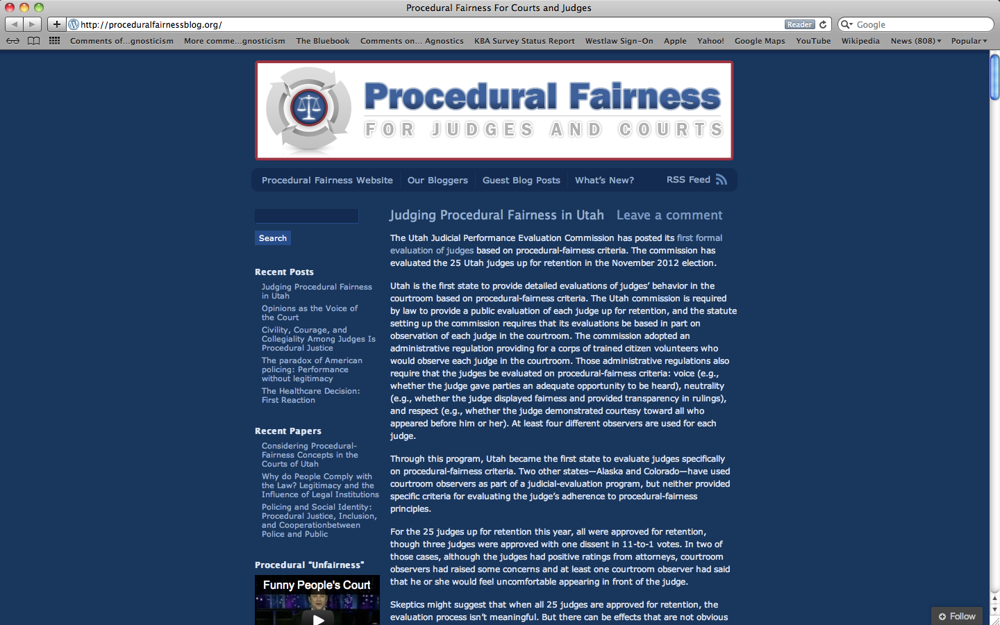 Procedural Fairness For Courts and Judges
http://proceduralfairnessblog.org/
Reader
Google
Comments of...gnosticism
More comme...gnosticism
The Bluebook
Comments on... Agnostics
KBA Survey Status Report
Westlaw Sign-On
Apple
Yahoo!
Google Maps
YouTube
Wikipedia
News (808)
Popular
Procedural Fairness
FOR JUDGES AND COURTS
Procedural Fairness Website
Our Bloggers
Guest Blog Posts
What's New?
RSS Feed
Search
Recent Posts
Judging Procedural Fairness
in Utah
Opinions as the Voice of
the Court
Civility, Courage, and
Collegiality Among Judges Is
Procedural Justice
The paradox of American
policing: Performance
without legitimacy
The Healthcare Decision:
First Reaction
Recent Papers
Considering Procedural-
Fairness Concepts in the
Courts of Utah
Why do People Comply with
the Law? Legitimacy and the
Influence of Legal Institutions
Policing and Social Identity:
Procedural Justice, Inclusion,
and Cooperationbetween
Police and Public
Procedural "Unfairness"
Funny People's Court
Judging Procedural Fairness in Utah Leave a comment
The Utah Judicial Performance Evaluation Commission has posted its first formal
evaluation of judges based on procedural-fairness criteria. The commission has
evaluated the 25 Utah judges up for retention in the November 2012 election.
Utah is the first state to provide detailed evaluations of judges' behavior in the
courtroom based on procedural-fairness criteria. The Utah commission is required
by law to provide a public evaluation of each judge up for retention, and the statute
setting up the commission requires that its evaluations be based in part on
observation of each judge in the courtroom. The commission adopted an
administrative regulation providing for a corps of trained citizen volunteers who
would observe each judge in the courtroom. Those administrative regulations also
require that the judges be evaluated on procedural-fairness criteria: voice (e.g.,
whether the judge gave parties an adequate opportunity to be heard), neutrality
(e.g., whether the judge displayed fairness and provided transparency in rulings),
and respect (e.g., whether the judge demonstrated courtesy toward all who
appeared before him or her). At least four different observers are used for each
judge.
Through this program, Utah became the first state to evaluate judges specifically
on procedural-fairness criteria. Two other states—Alaska and Colorado—have used
courtroom observers as part of a judicial-evaluation program, but neither provided
specific criteria for evaluating the judge's adherence to procedural-fairness
principles.
For the 25 judges up for retention this year, all were approved for retention,
though three judges were approved with one dissent in 11-to-1 votes. In two of
those cases, although the judges had positive ratings from attorneys, courtroom
observers had raised some concerns and at least one courtroom observer had said
that he or she would feel uncomfortable appearing in front of the judge.
Skeptics might suggest that when all 25 judges are approved for retention, the
evaluation process isn't meaningful. But there can be effects that are not obvious
Follow